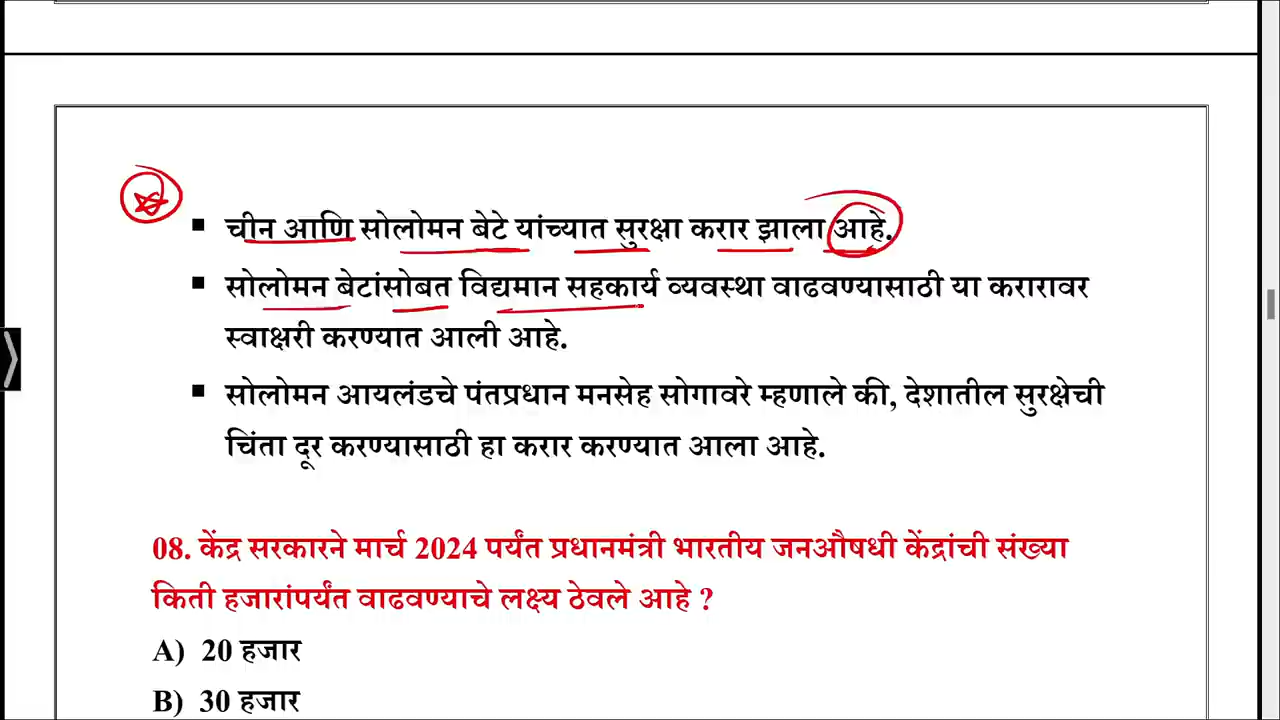 ▪ चीन आणि सोलोमन बेटे यांच्यात सुरक्षा करार झाला आहे.
▪ सोलोमन बेटांसोबत विद्यमान सहकार्य व्यवस्था वाढवण्यासाठी या करारावर
स्वाक्षरी करण्यात आली आहे.
▪ सोलोमन आयलंडचे पंतप्रधान मनसेह सोगावरे म्हणाले की, देशातील सुरक्षेची
चिंता दूर करण्यासाठी हा करार करण्यात आला आहे.
08. केंद्र सरकारने मार्च 2024 पर्यंत प्रधानमंत्री भारतीय जनऔषधी केंद्रांची संख्या
किती हजारांपर्यंत वाढवण्याचे लक्ष्य ठेवले आहे ?
A) 20 हजार
B) 30 हजार